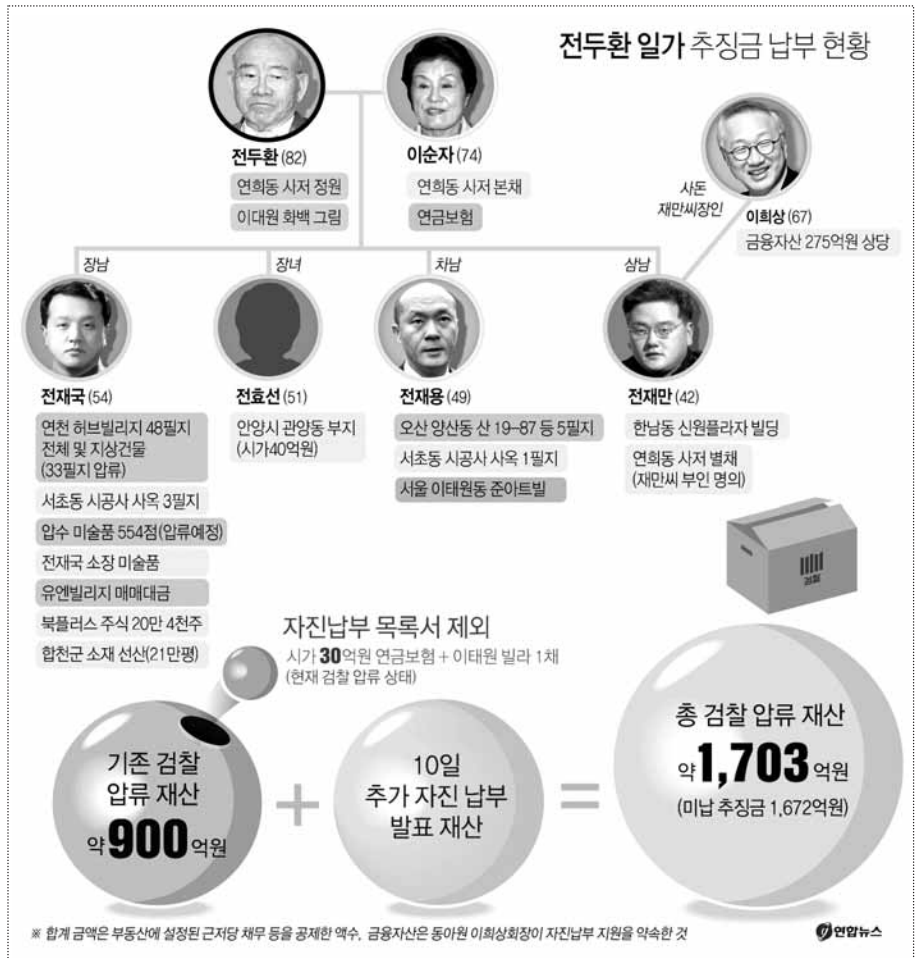 전두환 일가 추징금 납부 현황
전두환 (82)
연희동 사저 정원
이대원 화백 그림
이순자 (74)
연희동 사저 본채
연금보험
사돈
재만씨장인
이희상 (67)
금융자산 275억원 상당
장남
전재국 (54)
연천 허브빌리지 48필지
전체 및 지상건물
(33필지 압류)
서초동 시공사 사옥 3필지
압수 미술품 554점(압류예정)
전재국 소장 미술품
유엔빌리지 매매대금
북플러스 주식 20만 4천주
합천군 소재 선산(21만평)
장녀
전효선 (51)
안양시 관양동 부지
(시가40억원)
차남
전재용 (49)
오산 양산동 산 19-87 등 5필지
서초동 시공사 사옥 1필지
서울 이태원동 준아트빌
삼남
전재만 (42)
한남동 신원플라자 빌딩
연희동 사저 별채
(재만씨 부인 명의)
검찰
자진납부 목록서 제외
시가 30억원 연금보험 + 이태원 빌라 1채
(현재 검찰 압류 상태)
기존 검찰
압류 재산
약 900 억원
+
10일
추가 자진 납부
발표 재산
=
총 검찰 압류 재산
약 1,703 억원
(미납 추징금 1,672억원)
※ 합계 금액은 부동산에 설정된 근저당 채무 등을 공제한 액수, 금융자산은 동아원 이희상회장이 자진납부 지원을 약속한 것
연합뉴스